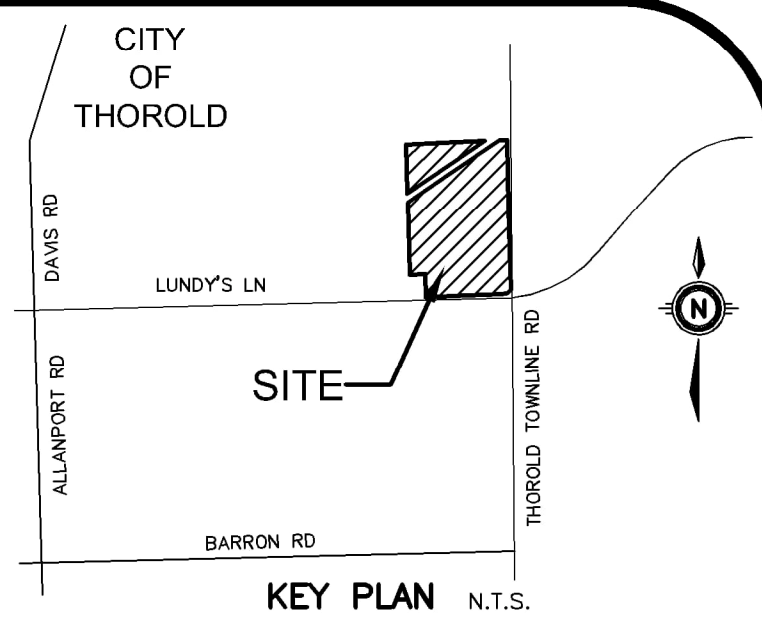 CITY
OF
THOROLD
DAVIS RD
LUNDY'S LN
N
SITE
ALLANPORT RD
THOROLD TOWNLINE RD
BARRON RD
KEY PLAN N.T.S.